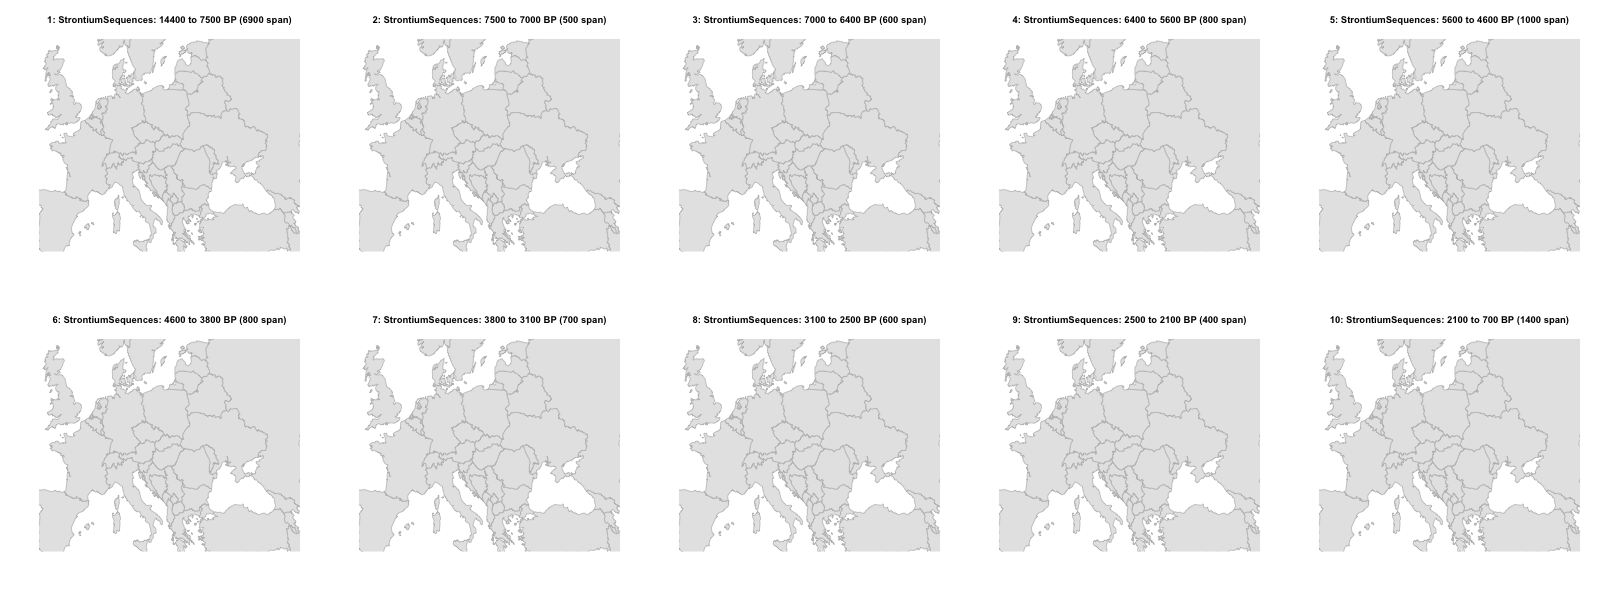 1: StrontiumSequences: 14400 to 7500 BP (6900 span)
2: StrontiumSequences: 7500 to 7000 BP (500 span)
3: StrontiumSequences: 7000 to 6400 BP (600 span)
4: StrontiumSequences: 6400 to 5600 BP (800 span)
5: StrontiumSequences: 5600 to 4600 BP (1000 span)
6: StrontiumSequences: 4600 to 3800 BP (800 span)
7: StrontiumSequences: 3800 to 3100 BP (700 span)
8: StrontiumSequences: 3100 to 2500 BP (600 span)
9: StrontiumSequences: 2500 to 2100 BP (400 span)
10: StrontiumSequences: 2100 to 700 BP (1400 span)